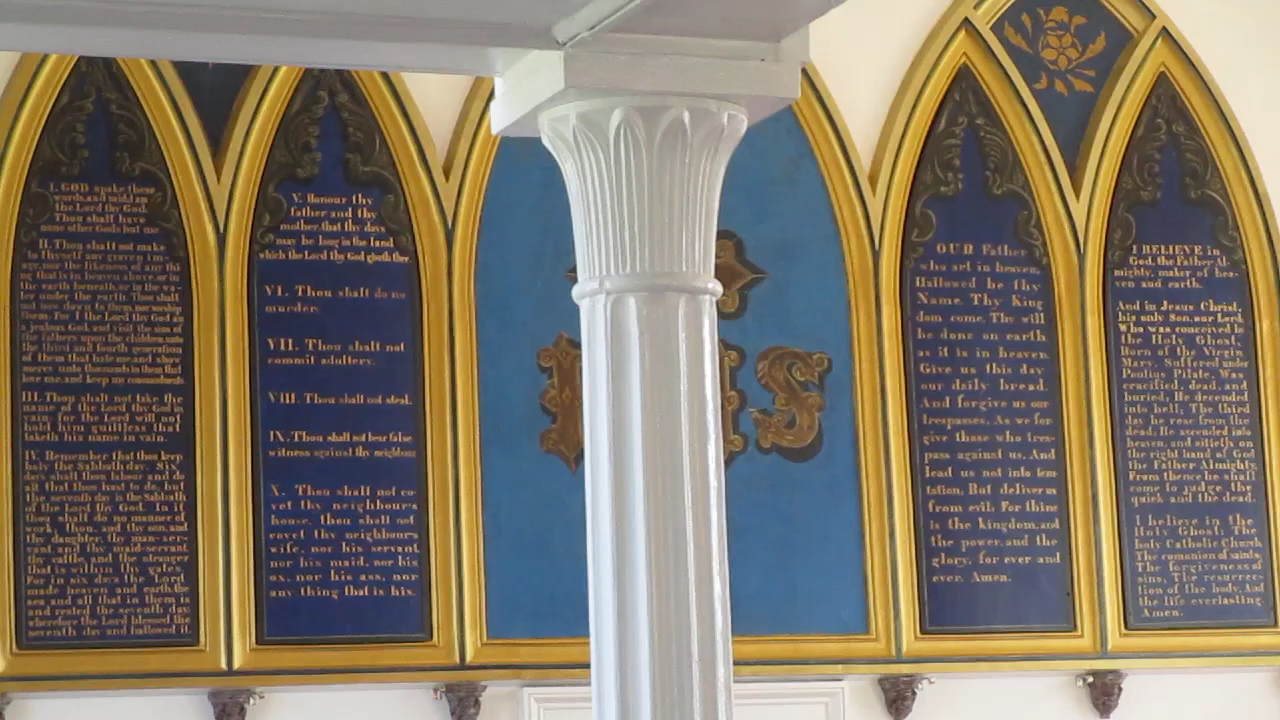 I. GOD spake these
words, and said, I am
the Lord thy God.
Thou shalt have
none other Gods but me
II. Thou shalt not make
to thyself any graven im-
age, nor the likeness of any thi
ng that is in heaven above, or in
the earth beneath, or in the wa-
ter under the earth. Thou shalt
not bow down to them, nor worship
them. For I the Lord thy God am
a jealous God, and visit the sins of
the fathers upon the children unto
the third and fourth generation
of them that hate me, and show
mercy unto thousands in them that
love me, and keep my commandments
III. Thou shalt not take the
name of the Lord thy God in
vain: for the Lord will not
hold him guiltless that
taketh his name in vain.
IV. Remember that thou keep
holy the Sabbath day. Six
days shalt thou labour and do
all that thou hast to do, but
the seventh day is the Sabbath
of the Lord thy God. In it
thou shalt do no manner of
work, thou, and thy son, and
thy daughter, thy man-ser-
vant, and thy maid-servant,
thy cattle, and the stranger
that is within thy gates.
For in six days the Lord
made heaven and earth, the
sea and all that in them is
and rested the seventh day
wherefore the Lord blessed the
seventh day and hallowed it.
V. Honour thy
father and thy
mother, that thy days
may be long in the land
which the Lord thy God giveth thee.
VI. Thou shalt do no
murder.
VII. Thou shalt not
commit adultery.
VIII. Thou shalt not steal.
IX. Thou shalt not bear false
witness against thy neighbour
X. Thou shalt not co-
vet thy neighbour's
house, thou shalt not
covet thy neighbour's
wife, nor his servant,
nor his maid, nor his
ox, nor his ass, nor
any thing that is his.
S
OUR Father
who art in heaven,
Hallowed be thy
Name. Thy King
dom come. Thy will
be done on earth,
as it is in heaven.
Give us this day
our daily bread.
And forgive us our
trespasses, As we for-
give those who tres-
pass against us. And
lead us not into tem-
tation; But deliver us
from evil: For thine
is the kingdom, and
the power, and the
glory, for ever and
ever. Amen.
I BELIEVE in
God, the Father Al-
mighty, maker of hea-
ven and earth.
And in Jesus Christ,
his only Son, our Lord;
Who was conceived by
the Holy Ghost,
Born of the Virgin
Mary, Suffered under
Pontius Pilate, Was
crucified, dead, and
buried; He decended
into hell; The third
day he rose from the
dead; He ascended into
heaven, and sitteth on
the right hand of God
the Father Almighty,
From thence he shall
come to judge the
quick and the dead.
I believe in the
Holy Ghost; The
holy Catholic Church
The comunion of saints,
The forgiveness of
sins, The resurrec-
tion of the body, And
the life everlasting
Amen.